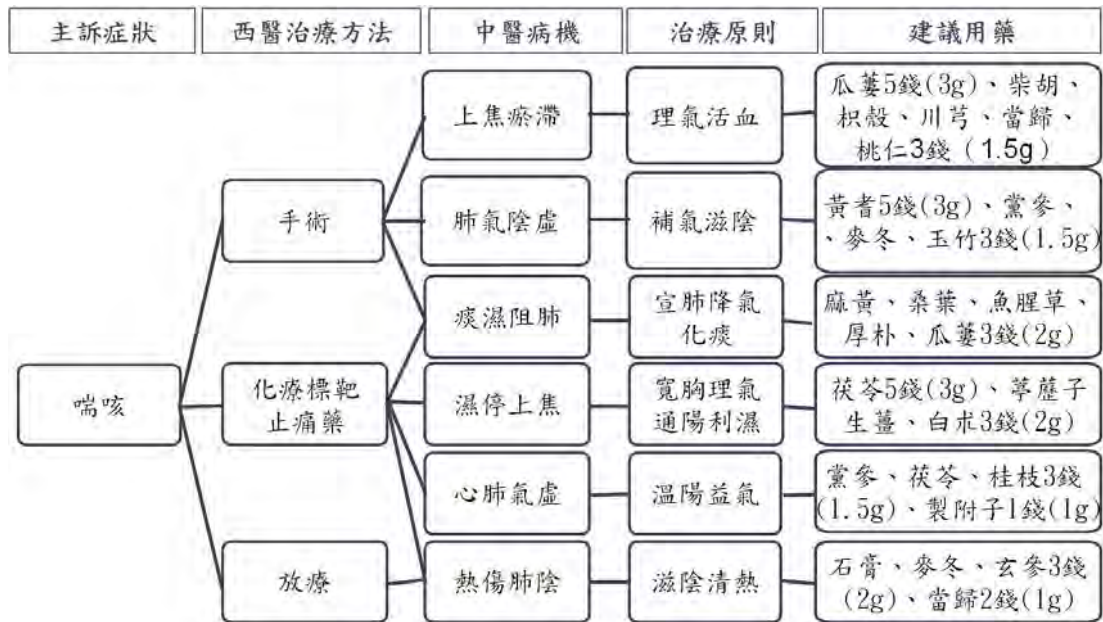 主訴症狀
西醫治療方法
中醫病機
治療原則
建議用藥
上焦瘀滯
理氣活血
瓜蔞5錢(3g)、柴胡、
枳殼、川芎、當歸、
桃仁3錢(1.5g)
手術
肺氣陰虛
補氣滋陰
黃耆5錢(3g)、黨參、
、麥冬、玉竹3錢(1.5g)
痰濕阻肺
宣肺降氣
化痰
麻黃、桑葉、魚腥草、
厚朴、瓜蔞3錢(2g)
喘咳
化療標靶
止痛藥
濕停上焦
寬胸理氣
通陽利濕
茯苓5錢(3g)、葶藶子
生薑、白朮3錢(2g)
心肺氣虛
溫陽益氣
黨參、茯苓、桂枝3錢
(1.5g)、製附子1錢(1g)
放療
熱傷肺陰
滋陰清熱
石膏、麥冬、玄參3錢
(2g)、當歸2錢(1g)